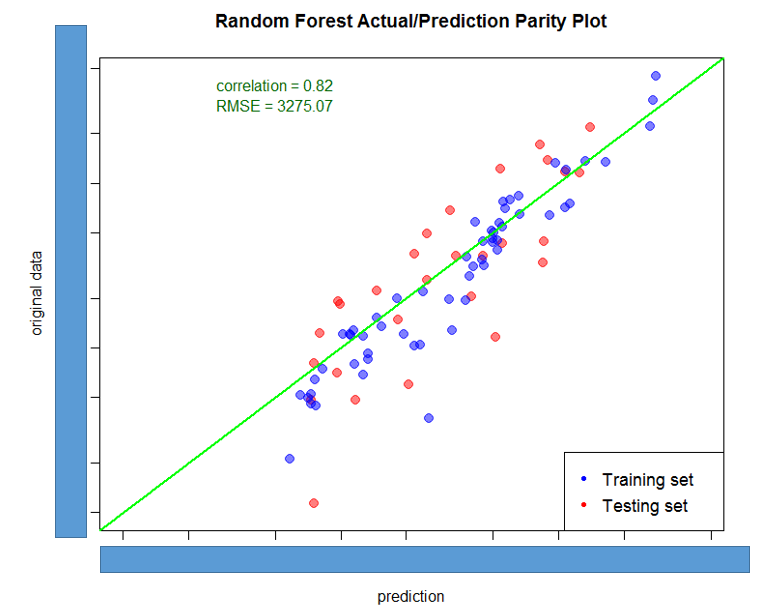 Random Forest Actual/Prediction Parity Plot
correlation = 0.82
RMSE = 3275.07
original data
Training set
Testing set
prediction